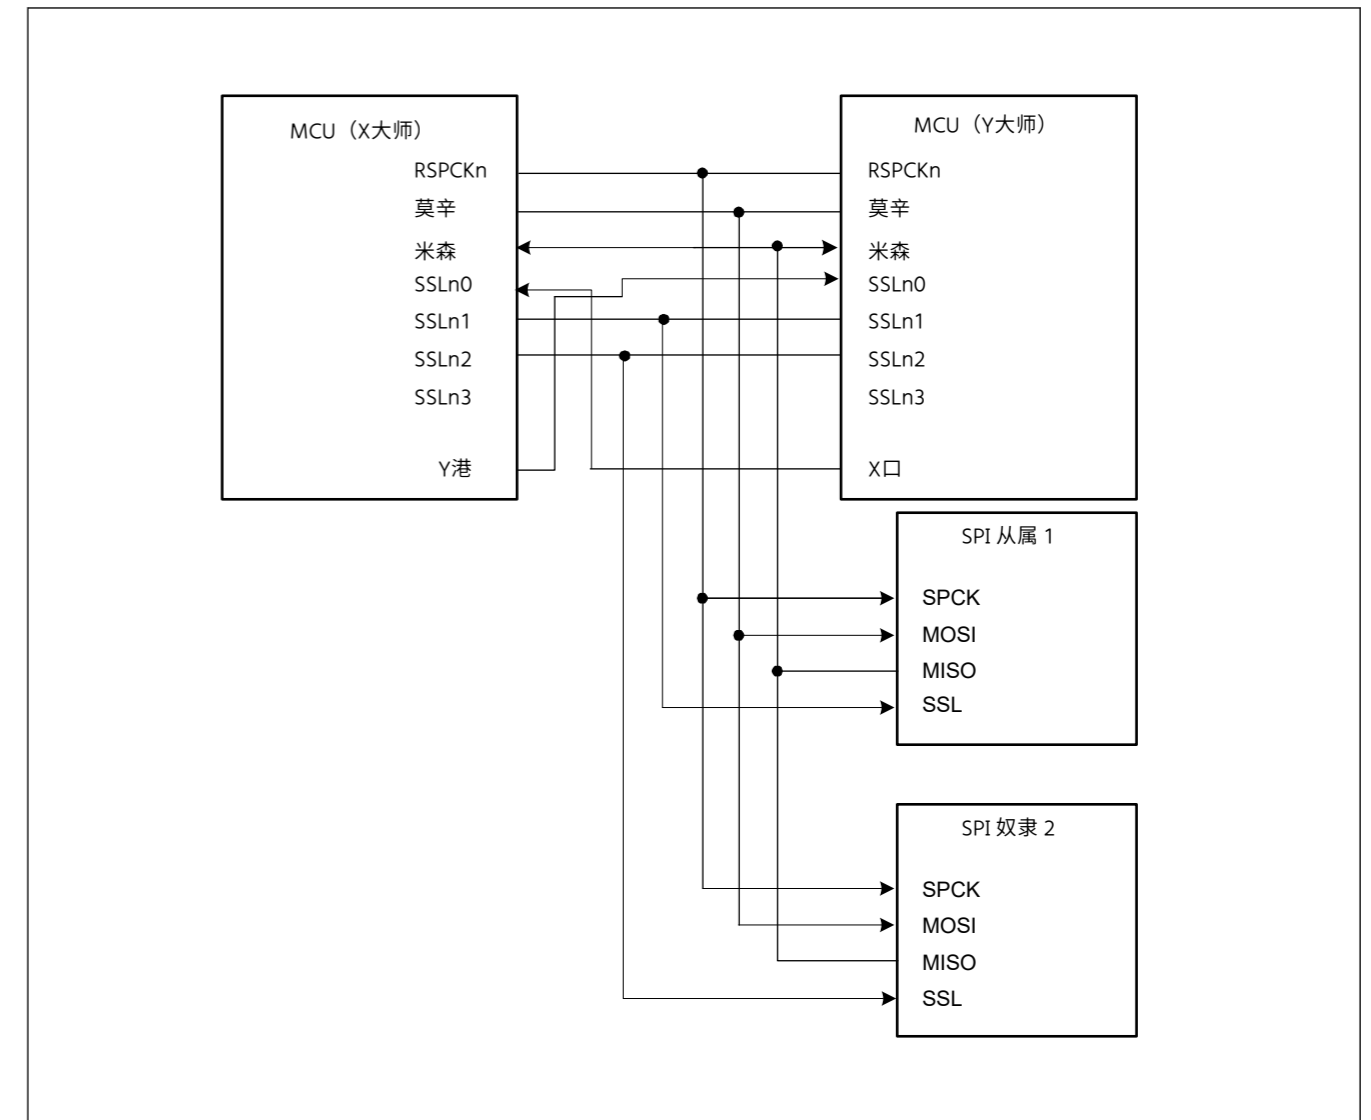 MCU（X大师）
RSPCKn
莫辛
米森
SSLn0
SSLn1
SSLn2
SSLn3
Y港
MCU（Y大师）
RSPCKn
莫辛
米森
SSLn0
SSLn1
SSLn2
SSLn3
X口
SPI 从属 1
SPCK
MOSI
MISO
SSL
SPI 奴隶 2
SPCK
MOSI
MISO
SSL